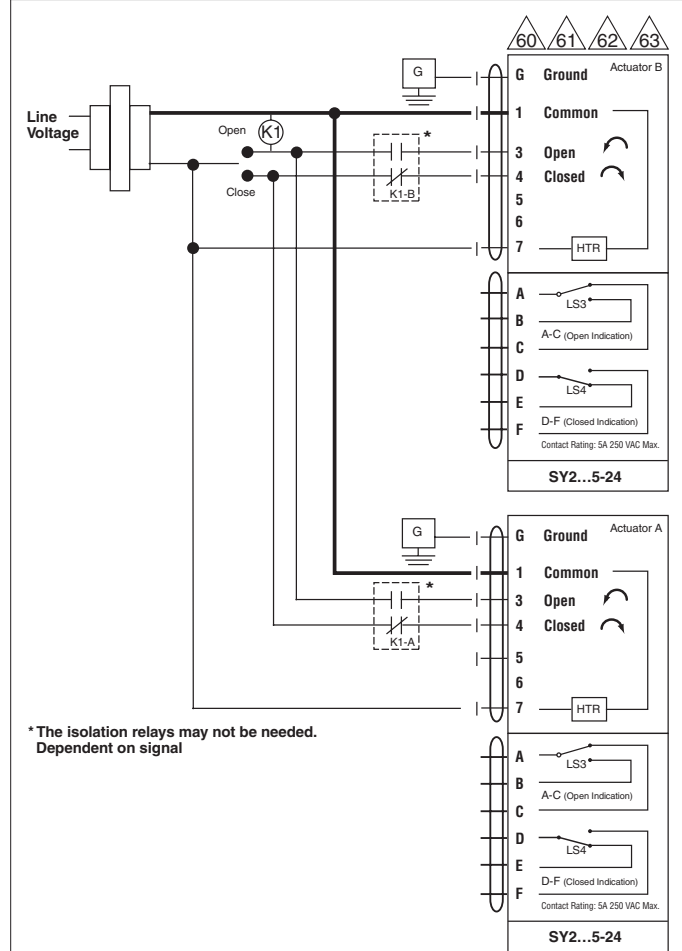 60 61 62 63
Actuator B
G
G Ground
Line
Voltage
1 Common
Open
K1
*
3 Open
4 Closed
Close
K1-B
5
6
7
HTR
A
LS3
B
A-C (Open Indication)
C
D
LS4
E
D-F (Closed Indication)
F
Contact Rating: 5A 250 VAC Max.
SY2…5-24
Actuator A
G
G Ground
1 Common
*
3 Open
4 Closed
K1-A
5
6
7
HTR
* The isolation relays may not be needed.
Dependent on signal
A
LS3
B
A-C (Open Indication)
C
D
LS4
E
D-F (Closed Indication)
F
Contact Rating: 5A 250 VAC Max.
SY2…5-24